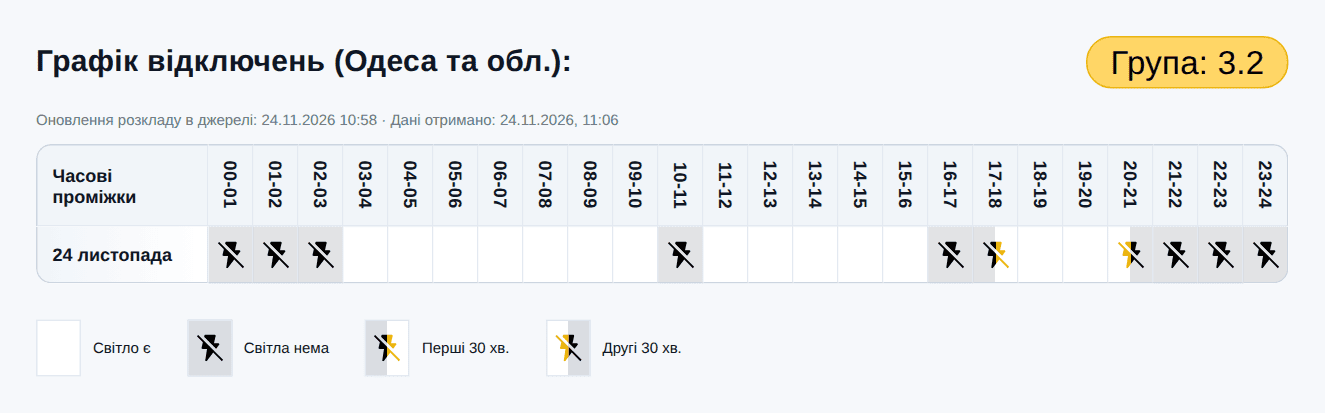 Графік відключень (Одеса та обл.):
Група: 3.2
Оновлення розкладу в джерелі: 24.11.2026 10:58 · Дані отримано: 24.11.2026, 11:06
Часові
проміжки
00-01
01-02
02-03
03-04
04-05
05-06
06-07
07-08
08-09
09-10
10-11
11-12
12-13
13-14
14-15
15-16
16-17
17-18
18-19
19-20
20-21
21-22
22-23
23-24
24 листопада
Світло є
Світла нема
Перші 30 хв.
Другі 30 хв.